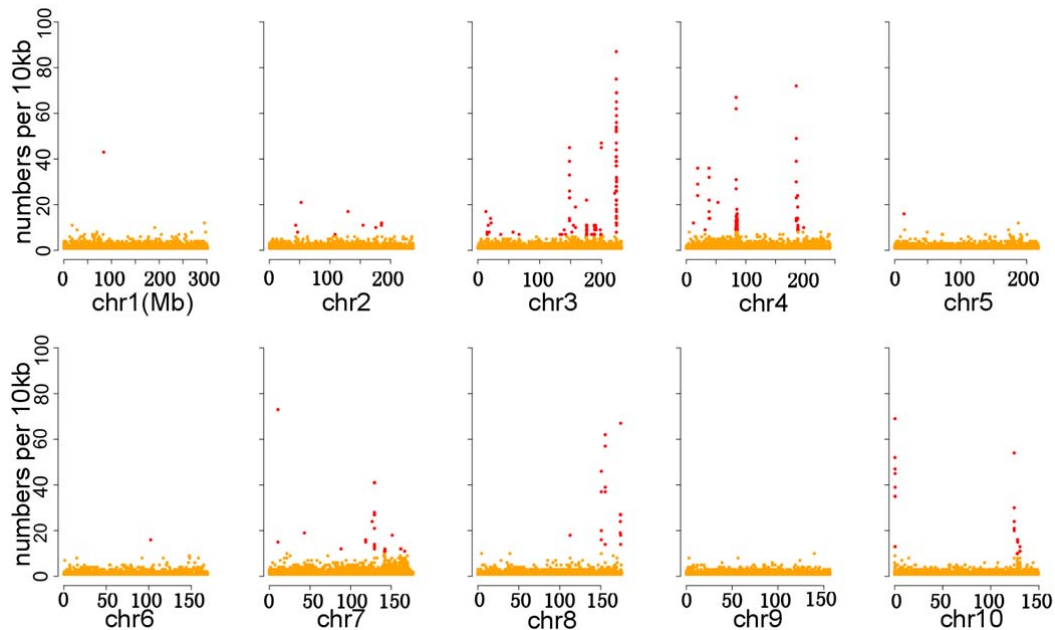 numbers per 10kb
0 20 40 60 80 100
0 100 200 300
chr1(Mb)
0 100 200
chr2
0 100 200
chr3
0 100 200
chr4
0 100 200
chr5
numbers per 10kb
0 20 40 60 80 100
0 50 100 150
chr6
0 50 100 150
chr7
0 50 100 150
chr8
0 50 100 150
chr9
0 50 100 150
chr10